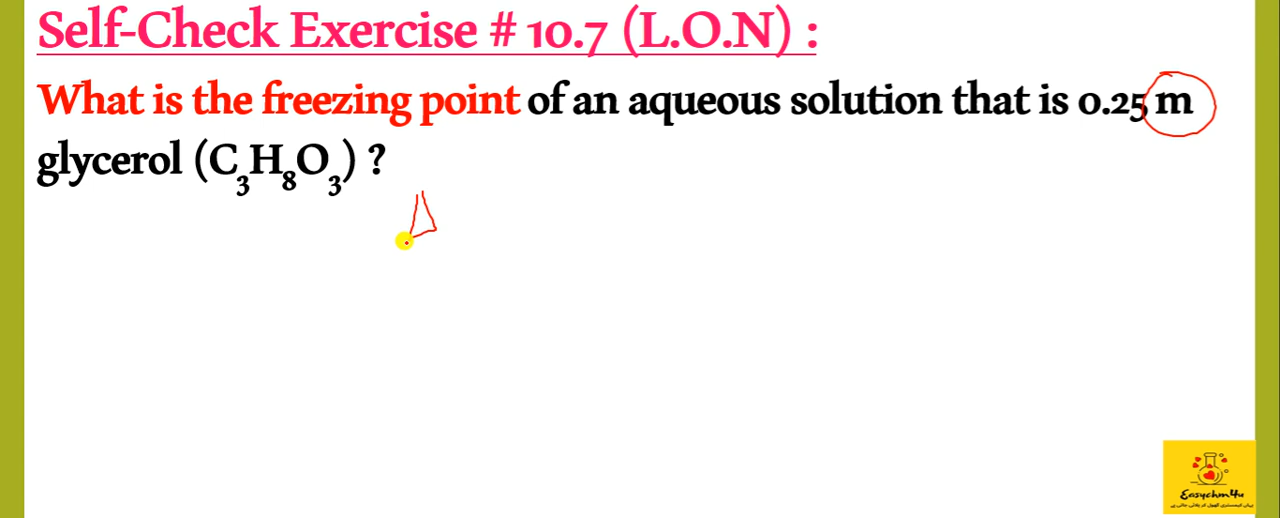 Self-Check Exercise # 10.7 (L.O.N) :
What is the freezing point of an aqueous solution that is 0.25 m
glycerol (C₃H₈O₃) ?
Δ
Easychm4u